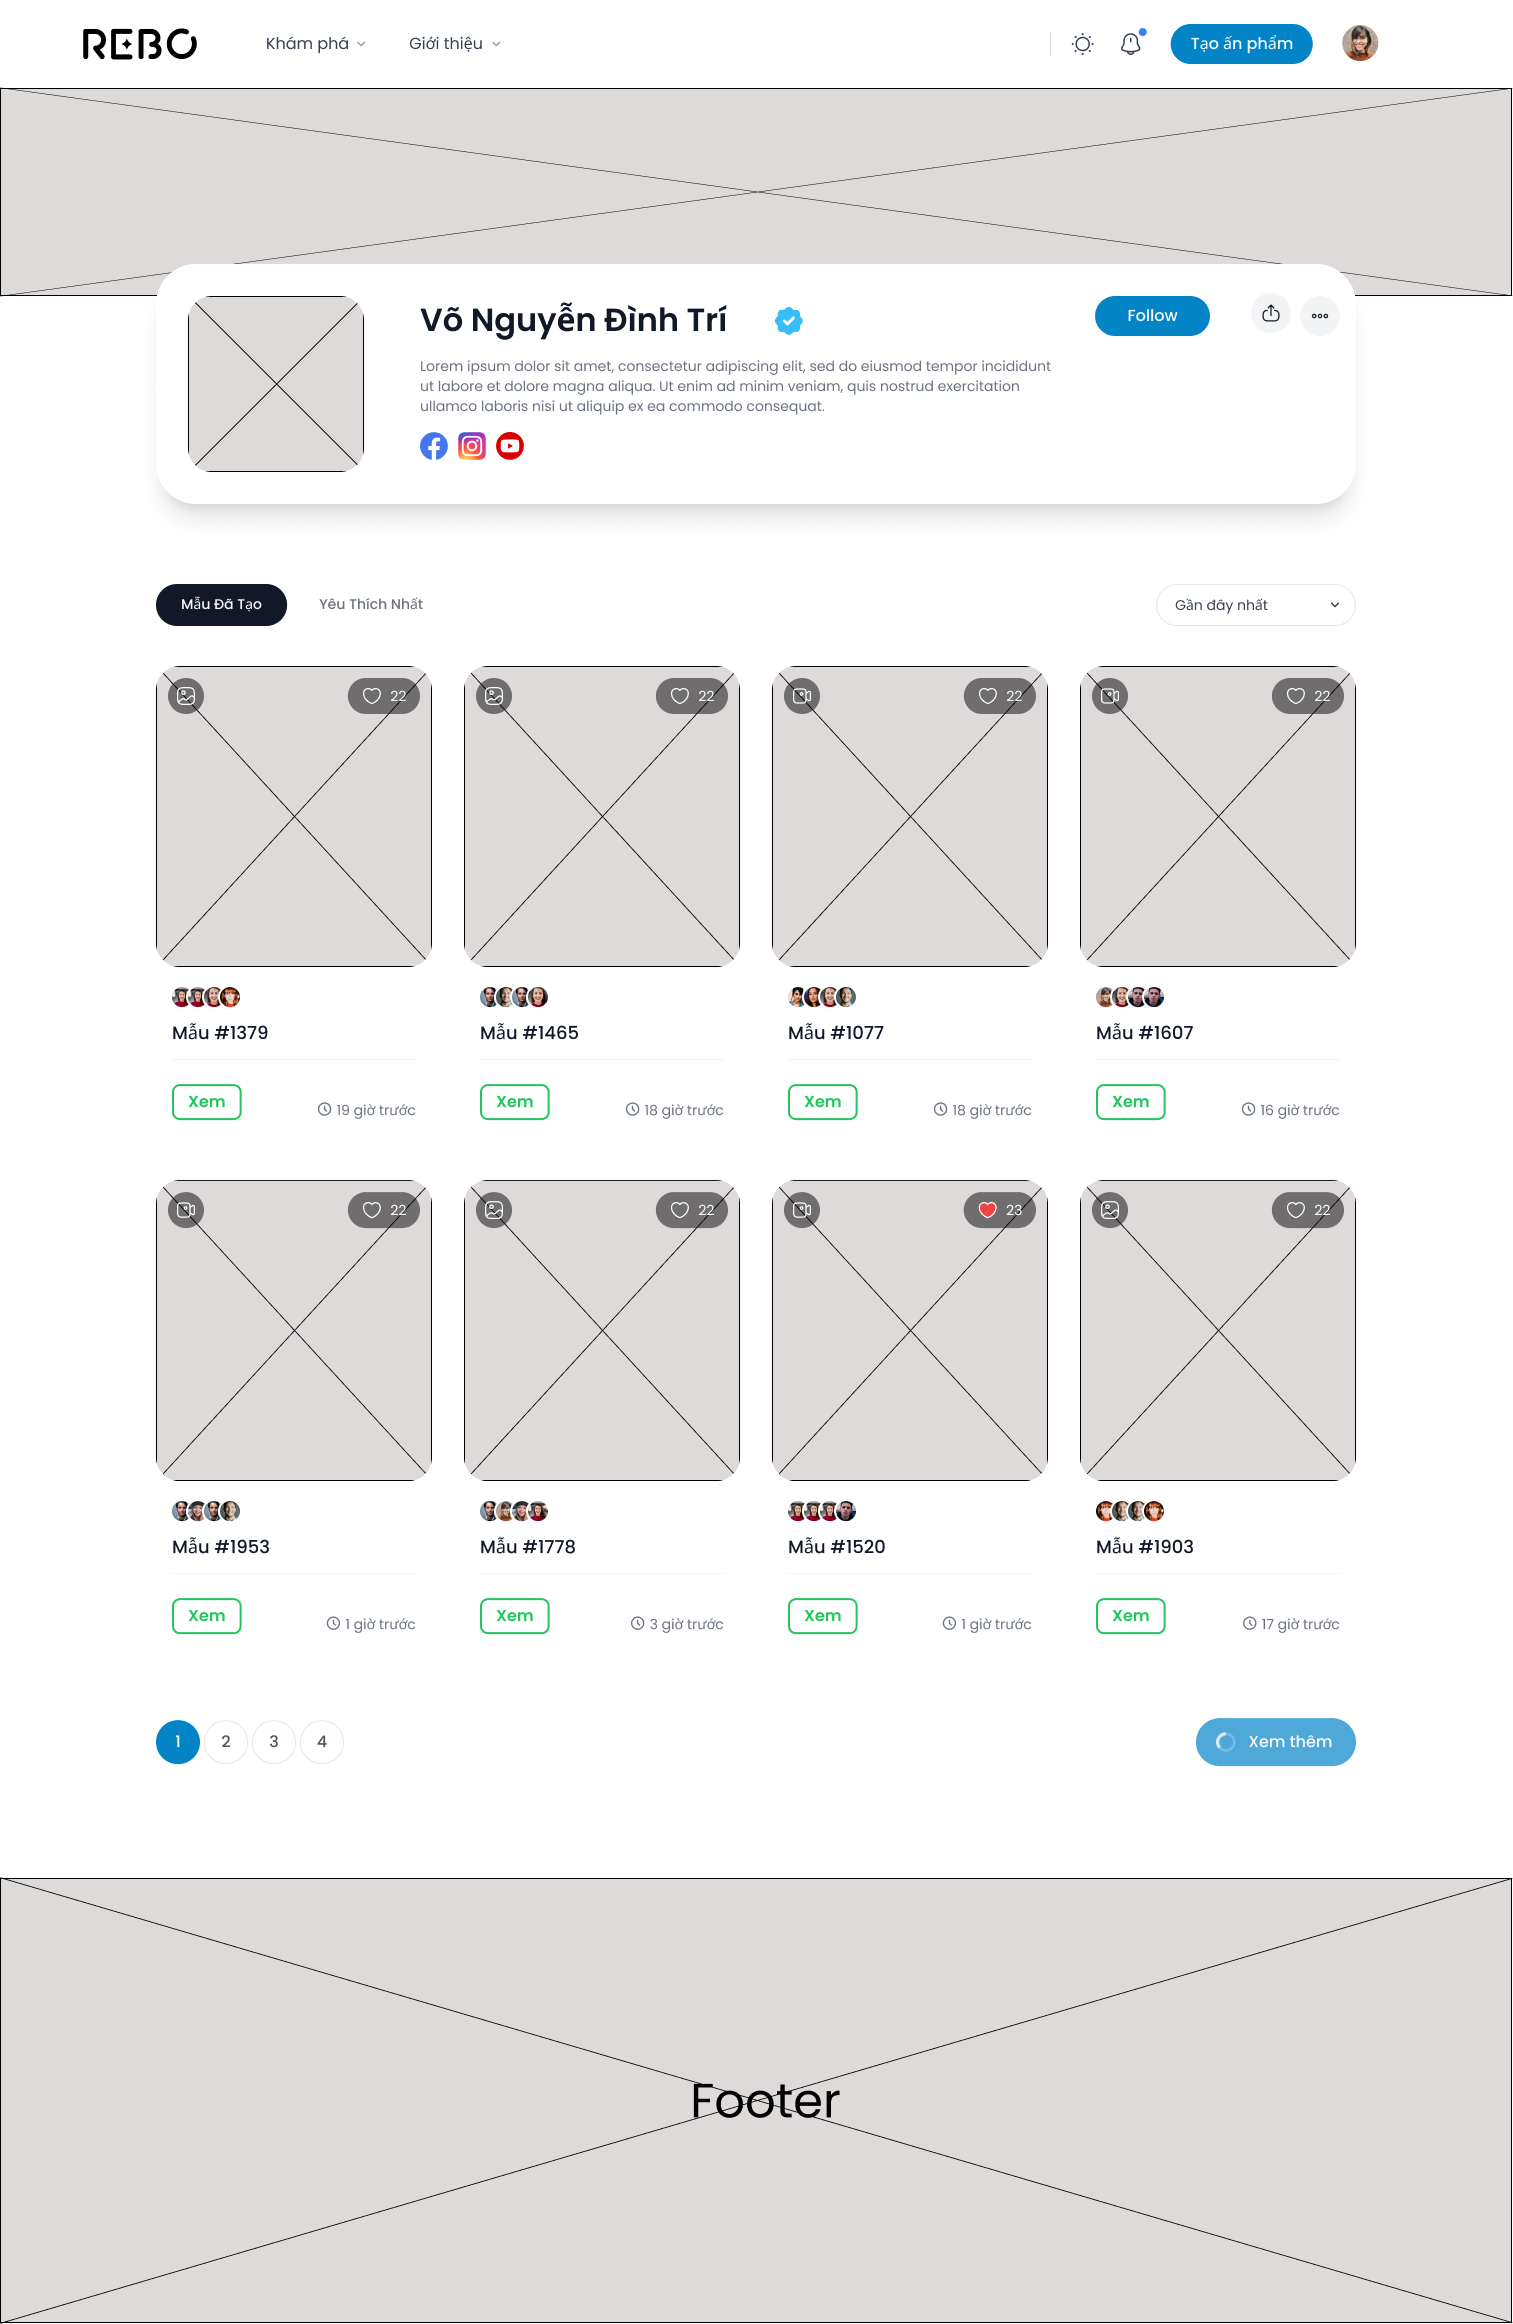 REBO
Khám phá
Giới thiệu
Tạo ấn phẩm
Võ Nguyễn Đình Trí
Follow
Lorem ipsum dolor sit amet, consectetur adipiscing elit, sed do eiusmod tempor incididunt
ut labore et dolore magna aliqua. Ut enim ad minim veniam, quis nostrud exercitation
ullamco laboris nisi ut aliquip ex ea commodo consequat.
Mẫu Đã Tạo
Yêu Thích Nhất
Gần đây nhất
22
22
22
22
Mẫu #1379
Mẫu #1465
Mẫu #1077
Mẫu #1607
Xem
19 giờ trước
Xem
18 giờ trước
Xem
18 giờ trước
Xem
16 giờ trước
22
22
23
22
Mẫu #1953
Mẫu #1778
Mẫu #1520
Mẫu #1903
Xem
1 giờ trước
Xem
3 giờ trước
Xem
1 giờ trước
Xem
17 giờ trước
1
2
3
4
Xem thêm
Footer